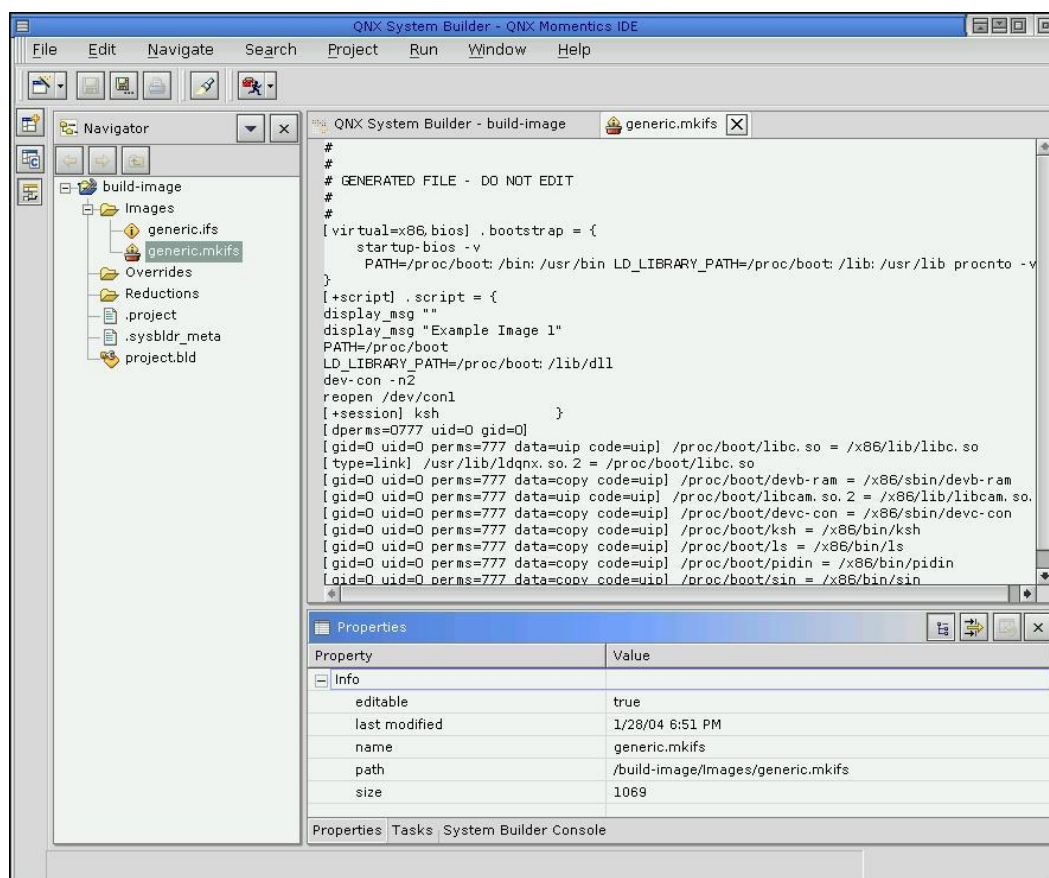 QNX System Builder - QNX Momentics IDE
File Edit Navigate Search Project Run Window Help
Navigator
build-image
Images
generic.ifs
generic.mkifs
Overrides
Reductions
.project
.sysbldr_meta
project.bld
QNX System Builder - build-image generic.mkifs
#
#
# GENERATED FILE - DO NOT EDIT
#
#
[virtual=x86,bios] .bootstrap = {
startup-bios -v
PATH=/proc/boot:/bin:/usr/bin LD_LIBRARY_PATH=/proc/boot:/lib:/usr/lib procnto -v
}
[+script] .script = {
display_msg ""
display_msg "Example Image 1"
PATH=/proc/boot
LD_LIBRARY_PATH=/proc/boot:/lib/dll
dev-con -n2
reopen /dev/con1
[+session] ksh }
[dperms=0777 uid=0 gid=0]
[gid=0 uid=0 perms=777 data=uip code=uip] /proc/boot/libc.so = /x86/lib/libc.so
[type=link] /usr/lib/ldqnx.so.2 = /proc/boot/libc.so
[gid=0 uid=0 perms=777 data=copy code=uip] /proc/boot/devb-ram = /x86/sbin/devb-ram
[gid=0 uid=0 perms=777 data=uip code=uip] /proc/boot/libcam.so.2 = /x86/lib/libcam.so.
[gid=0 uid=0 perms=777 data=copy code=uip] /proc/boot/devc-con = /x86/sbin/devc-con
[gid=0 uid=0 perms=777 data=copy code=uip] /proc/boot/ksh = /x86/bin/ksh
[gid=0 uid=0 perms=777 data=copy code=uip] /proc/boot/ls = /x86/bin/ls
[gid=0 uid=0 perms=777 data=copy code=uip] /proc/boot/pidin = /x86/bin/pidin
[gid=0 uid=0 perms=777 data=copy code=uip] /proc/boot/sin = /x86/bin/sin
Properties
Property Value
Info
editable true
last modified 1/28/04 6:51 PM
name generic.mkifs
path /build-image/Images/generic.mkifs
size 1069
Properties Tasks System Builder Console